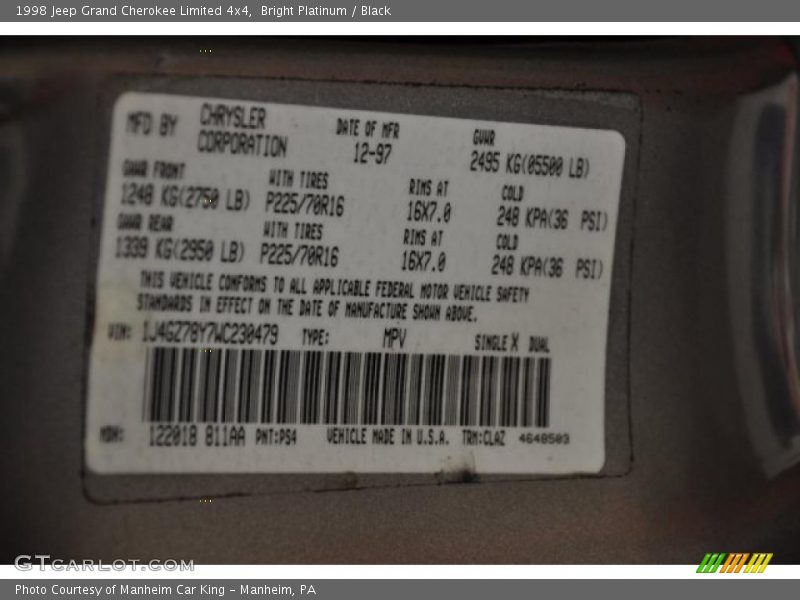 1998 Jeep Grand Cherokee Limited 4x4, Bright Platinum / Black
MFD BY CHRYSLER CORPORATION DATE OF MFR 12-97 GVWR 2495 KG(05500 LB)
GAWR FRONT WITH TIRES RIMS AT COLD
1248 KG(2750 LB) P225/70R16 16X7.0 248 KPA(36 PSI)
GAWR REAR WITH TIRES RIMS AT COLD
1339 KG(2950 LB) P225/70R16 16X7.0 248 KPA(36 PSI)
THIS VEHICLE CONFORMS TO ALL APPLICABLE FEDERAL MOTOR VEHICLE SAFETY
STANDARDS IN EFFECT ON THE DATE OF MANUFACTURE SHOWN ABOVE.
VIN: 1J4GZ78Y7WC230479 TYPE: MPV SINGLE X DUAL
MDH: 122018 811AA PNT:PS4 VEHICLE MADE IN U.S.A. TRM:CLAZ 4648503
GTCARLOT.COM
Photo Courtesy of Manheim Car King - Manheim, PA